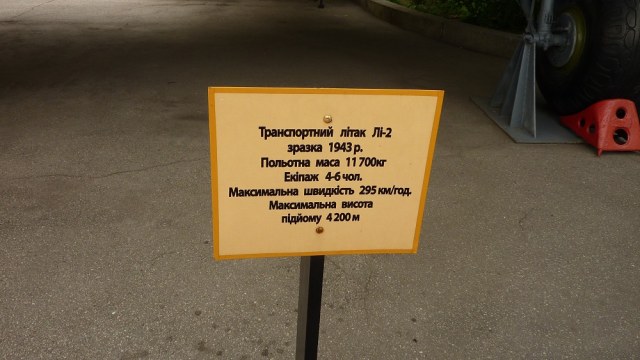 Транспортний літак Лі-2
зразка 1943 р.
Польотна маса 11 700кг
Екіпаж 4-6 чол.
Максимальна швидкість 295 км/год.
Максимальна висота
підйому 4 200 м